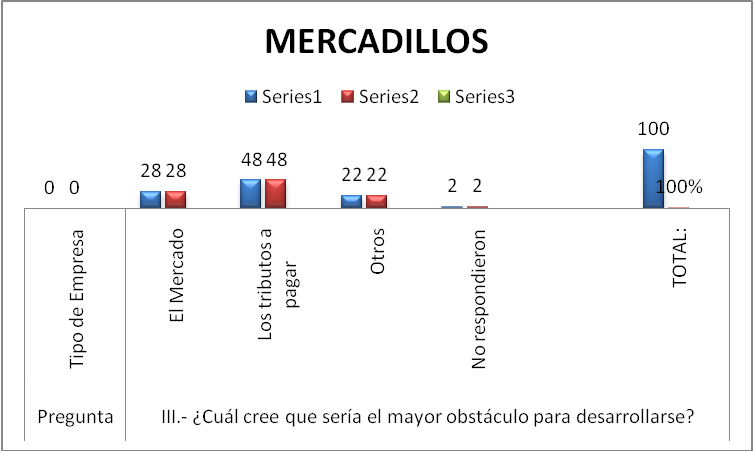 MERCADILLOS
Series1 Series2 Series3
0 0
28 28
48 48
22 22
2 2
100
100%
Tipo de Empresa
El Mercado
Los tributos a
pagar
Otros
No respondieron
TOTAL:
Pregunta
III.- ¿Cuál cree que sería el mayor obstáculo para desarrollarse?